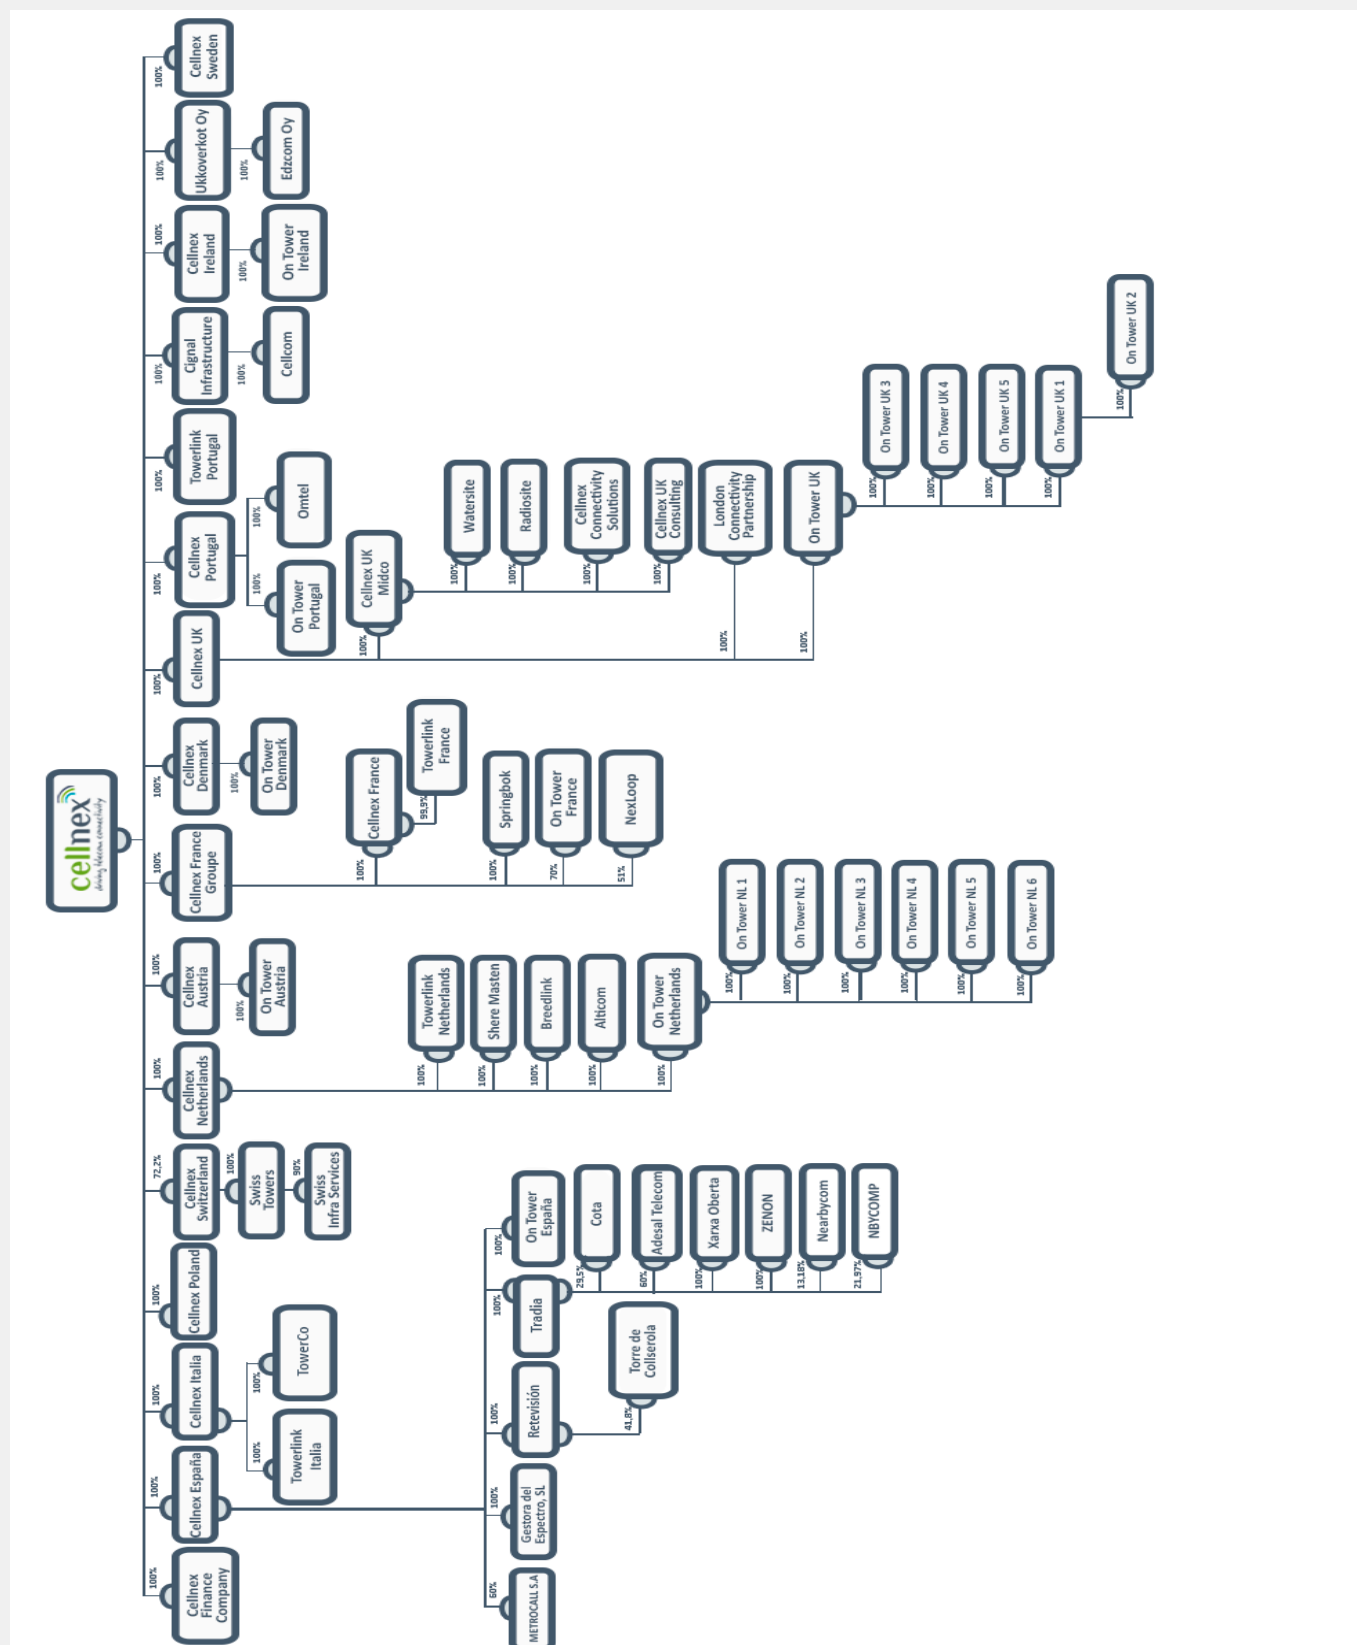 cellnex
driving telecom connectivity
100%
Cellnex
Finance
Company
100%
Cellnex España
60%
METROCALL S.A
100%
Gestora del
Espectro, SL
100%
Retevisión
41,8%
Torre de
Collserola
100%
Tradia
29,5%
Cota
60%
Adesal Telecom
100%
Xarxa Oberta
100%
ZENON
13,18%
Nearbycom
21,97%
NBYCOMP
100%
On Tower
España
100%
Cellnex Italia
100%
Towerlink
Italia
100%
TowerCo
100%
Cellnex Poland
72,2%
Cellnex
Switzerland
100%
Swiss
Towers
90%
Swiss
Infra Services
100%
Cellnex
Netherlands
100%
Towerlink
Netherlands
100%
Shere Masten
100%
Breedlink
100%
Alticom
100%
On Tower
Netherlands
100%
On Tower NL 1
100%
On Tower NL 2
100%
On Tower NL 3
100%
On Tower NL 4
100%
On Tower NL 5
100%
On Tower NL 6
100%
Cellnex
Austria
100%
On Tower
Austria
100%
Cellnex France
Groupe
100%
Cellnex France
99,9%
Towerlink
France
100%
Springbok
70%
On Tower
France
51%
NexLoop
100%
Cellnex
Denmark
100%
On Tower
Denmark
100%
Cellnex UK
100%
Cellnex UK
Midco
100%
Watersite
100%
Radiosite
100%
Cellnex
Connectivity
Solutions
100%
Cellnex UK
Consulting
100%
London
Connectivity
Partnership
100%
On Tower UK
100%
On Tower UK 3
100%
On Tower UK 4
100%
On Tower UK 5
100%
On Tower UK 1
100%
On Tower UK 2
100%
Cellnex
Portugal
100%
On Tower
Portugal
100%
Omtel
100%
Towerlink
Portugal
100%
Cignal
Infrastructure
100%
Cellcom
100%
Cellnex
Ireland
100%
On Tower
Ireland
100%
Ukkoverkot Oy
100%
Edzcom Oy
100%
Cellnex
Sweden